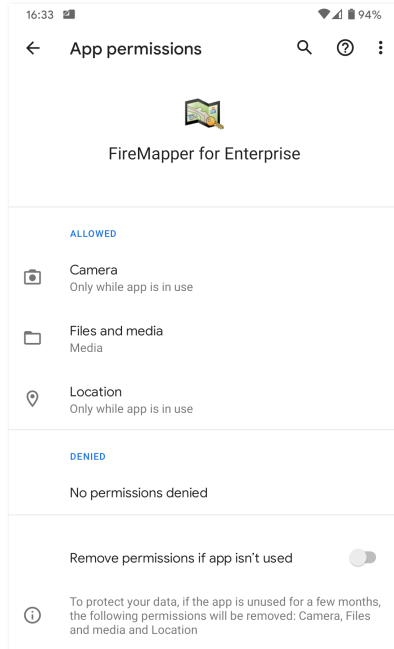 16:33 94%
App permissions
FireMapper for Enterprise
ALLOWED
Camera
Only while app is in use
Files and media
Media
Location
Only while app is in use
DENIED
No permissions denied
Remove permissions if app isn't used
To protect your data, if the app is unused for a few months,
the following permissions will be removed: Camera, Files
and media and Location